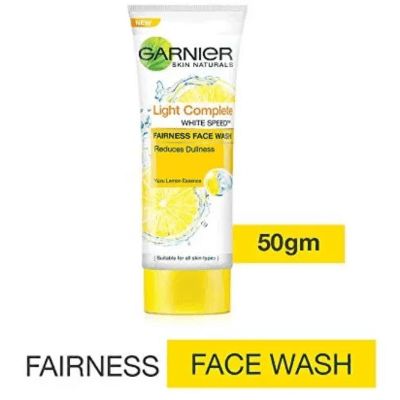 NEW
GARNIER
SKIN NATURALS
Light Complete
WHITE SPEED™
FAIRNESS FACE WASH
Reduces Dullness
Yuzu Lemon Essence
( Suitable for all skin types )
50gm
FAIRNESS FACE WASH